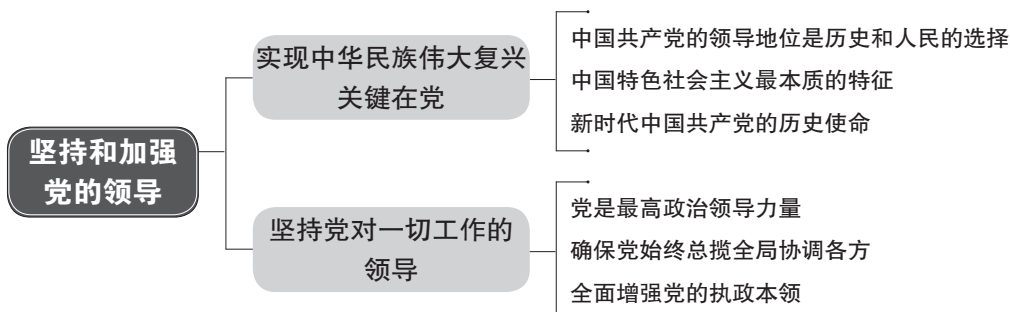 坚持和加强
党的领导
实现中华民族伟大复兴
关键在党
中国共产党的领导地位是历史和人民的选择
中国特色社会主义最本质的特征
新时代中国共产党的历史使命
坚持党对一切工作的
领导
党是最高政治领导力量
确保党始终总揽全局协调各方
全面增强党的执政本领